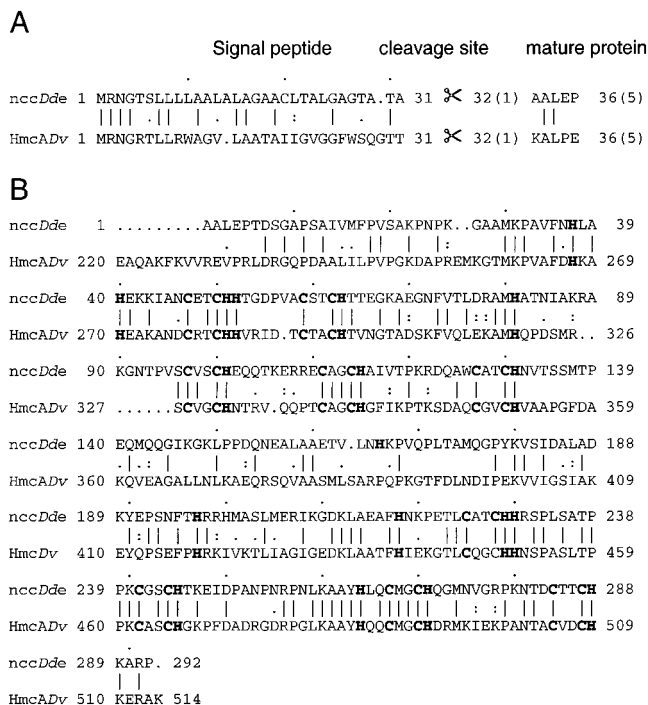 A
Signal peptide cleavage site mature protein
nccDde 1 MRNGTSLLLLAALALAGAACLTALGAGTA.TA 31 ✂ 32(1) AALEP 36(5)
HmcADv 1 MRNGRTLLRWAGV.LAATAIIGVGGFWSQGTT 31 ✂ 32(1) KALPE 36(5)
B
nccDde 1 .........AALEPTDSGAPSAIVMFPVSAKPNPK..GAAMKPAVFNHLA 39
HmcADv 220 EAQAKFKVVREVPRLDRGQPDAALILPVPGKDAPREMKGTMKPVAFDHKA 269
nccDde 40 HEKKIANCETCHHTGDPVACSTCHTTEGKAEGNFVTLDRAMHATNIAKRA 89
HmcADv 270 HEAKANDCRTCHHVRID.TCTACHTVNGTADSKFVQLEKAMHQPDSMR.. 326
nccDde 90 KGNTPVSCVSCHEQQTKERRECAGCHAIVTPKRDQAWCATCHNVTSSMTP 139
HmcADv 327 .....SCVGCHNTRV.QQPTCAGCHGFIKPTKSDAQCGVCHVAAPGFDA 359
nccDde 140 EQMQQGIKGKLPPDQNEALAAETV.LNHKPVQPLTAMQGPYKVSIDALAD 188
HmcADv 360 KQVEAGALLNLKAEQRSQVAASMLSARPQPKGTFDLNDIPEKVVIGSIAK 409
nccDde 189 KYEPSNFTHRRHMASLMERIKGDKLAEAFHNKPETLCATCHHRSPLSATP 238
HmcDv 410 EYQPSEFPHRKIVKTLIAGIGEDKLAATFHIEKGTLCQGCHHNSPASLTP 459
nccDde 239 PKCGSCHTKEIDPANPNRPNLKAAYHLQCMGCHQGMNVGRPKNTDCTTCH 288
HmcADv 460 PKCASCHGKPFDADRGDRPGLKAAYHQQCMGCHDRMKIEKPANTACVDCH 509
nccDde 289 KARP. 292
HmcADv 510 KERAK 514